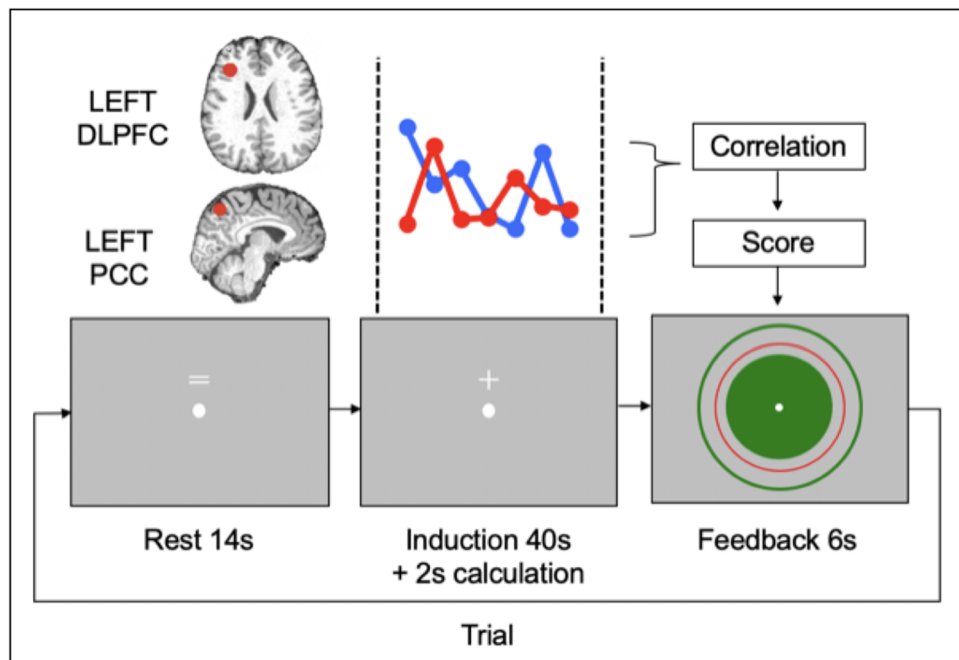 LEFT
DLPFC
LEFT
PCC
Correlation
Score
=
+
Rest 14s
Induction 40s
+ 2s calculation
Feedback 6s
Trial